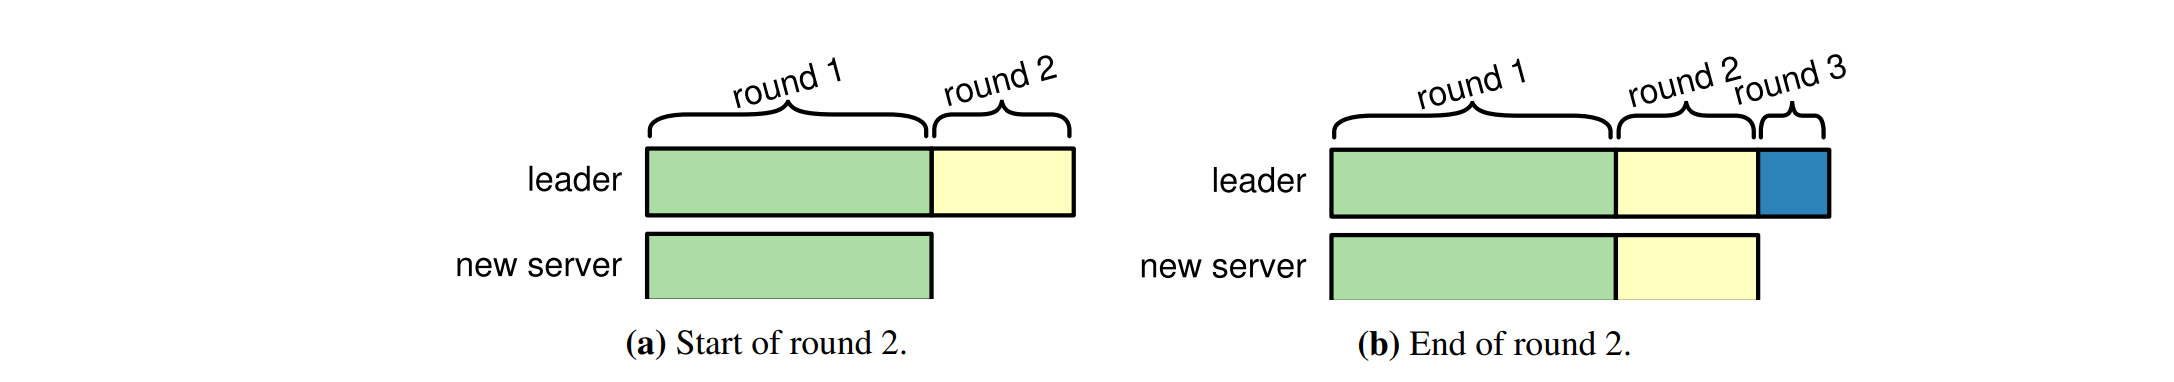 round 1
round 2
leader
new server
(a) Start of round 2.
round 1
round 2
round 3
leader
new server
(b) End of round 2.